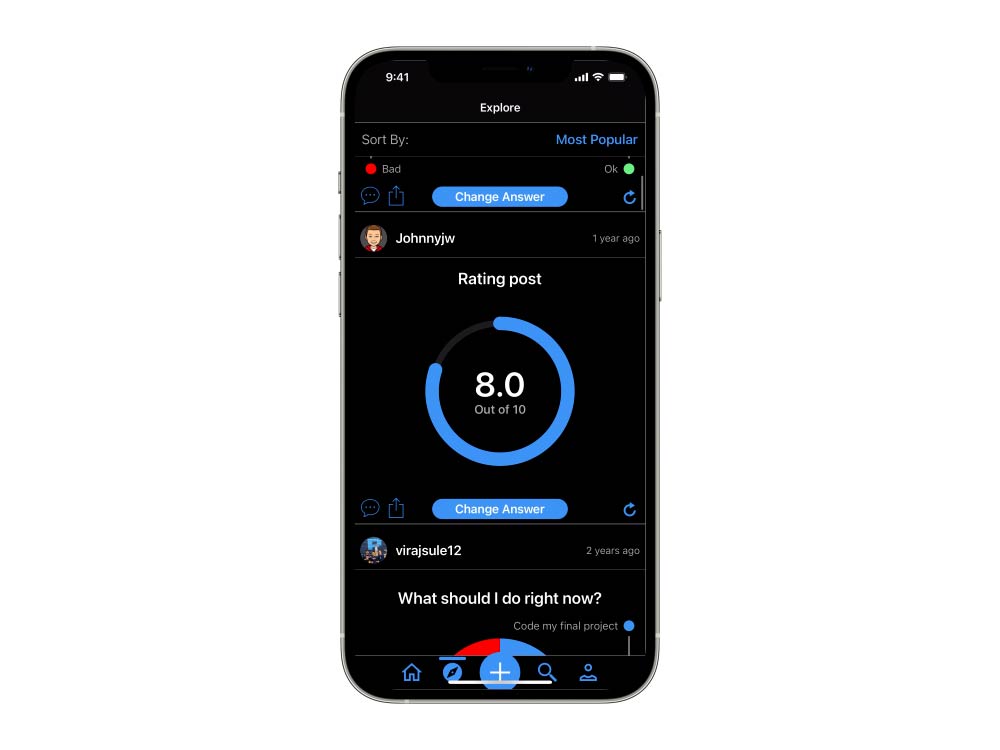 9:41
Explore
Sort By: Most Popular
Bad Ok
Change Answer
Johnnyjw 1 year ago
Rating post
8.0
Out of 10
Change Answer
virajsule12 2 years ago
What should I do right now?
Code my final project